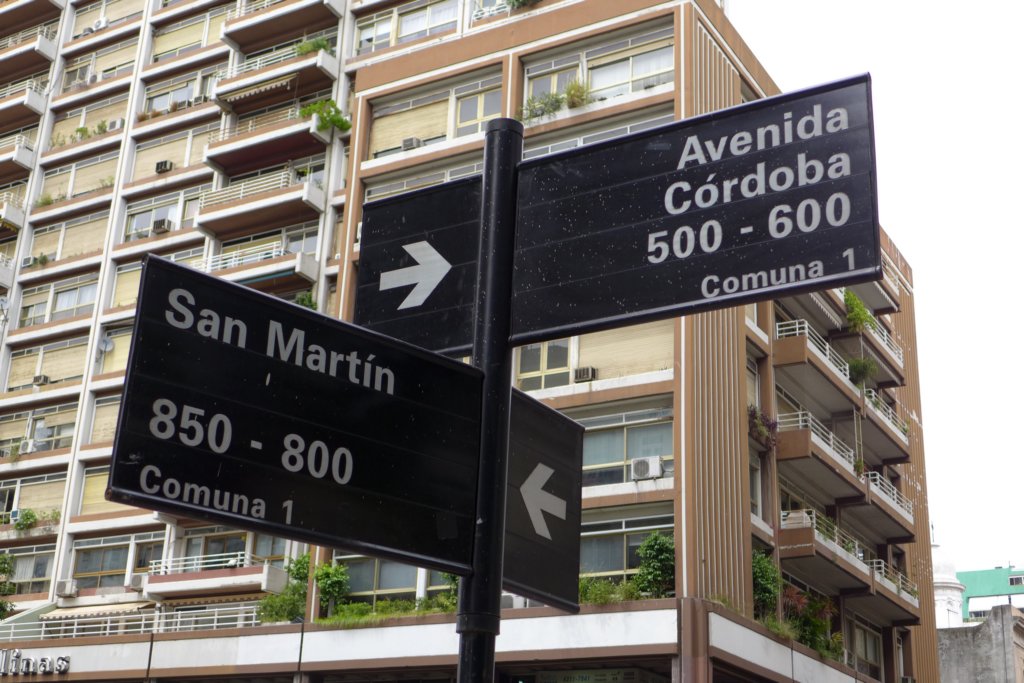 Avenida
Córdoba
500 - 600
Comuna 1
San Martín
850 - 800
Comuna 1